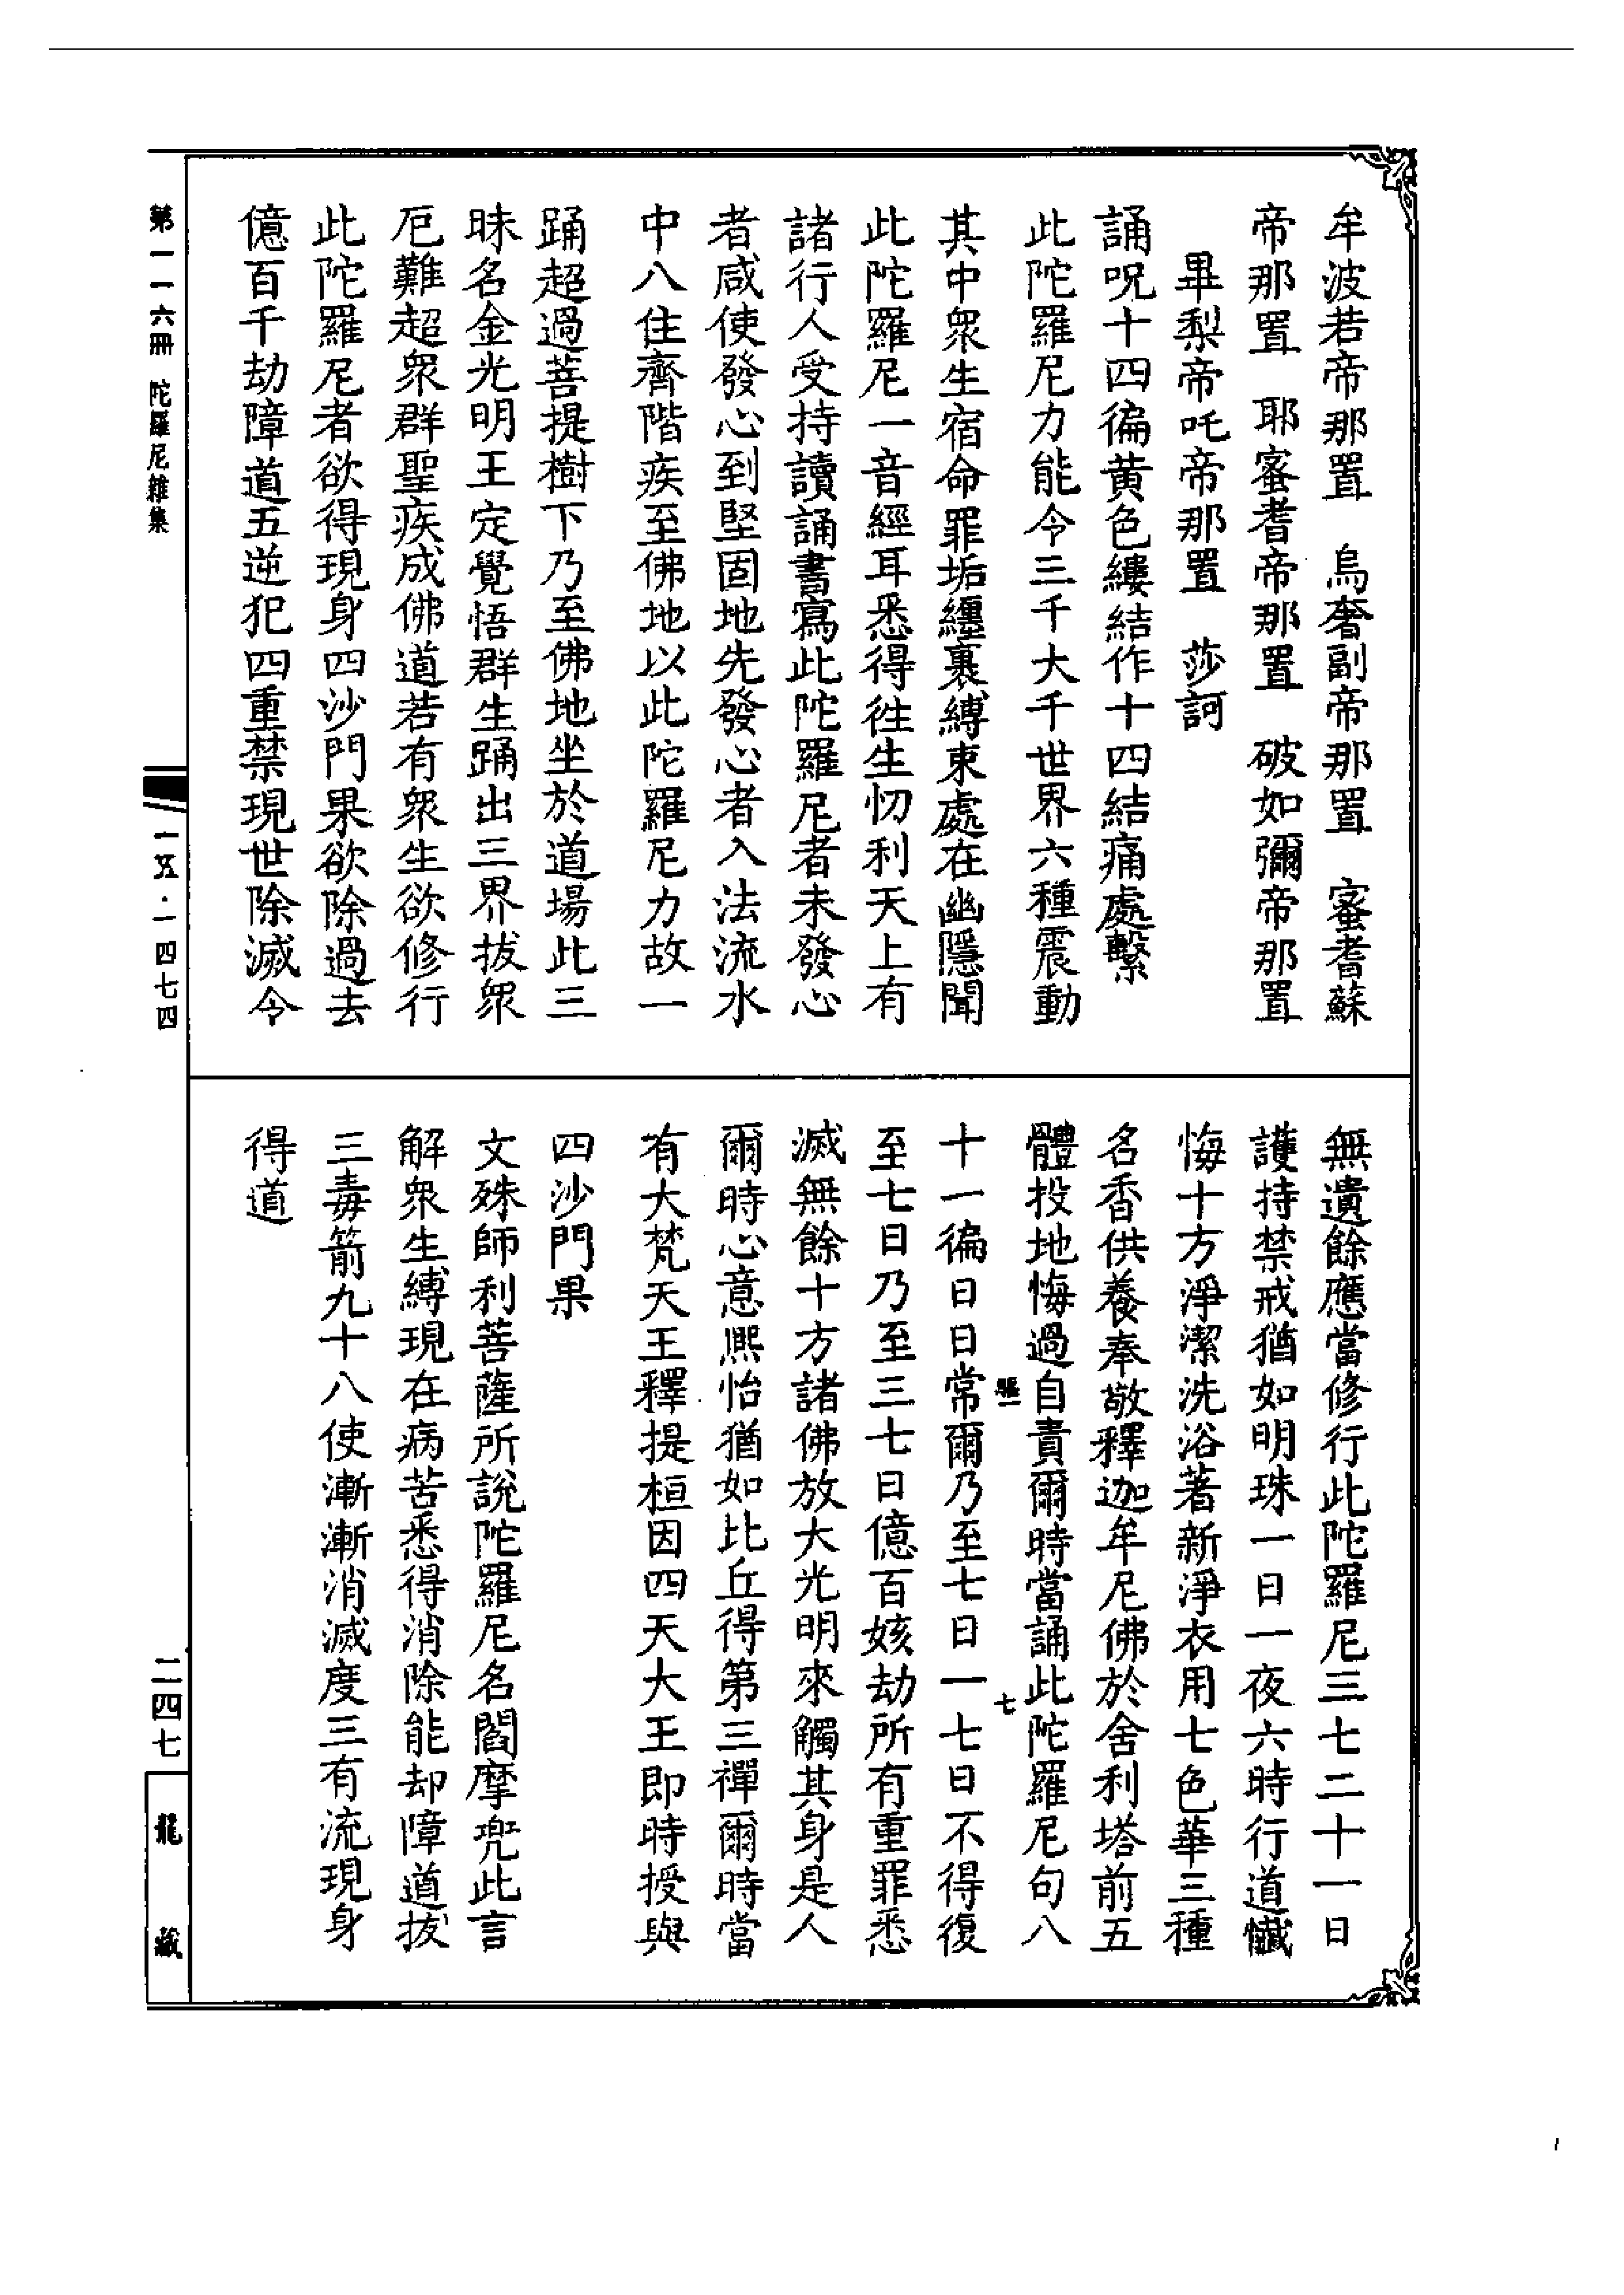 牟波若帝那置　烏奢副帝那置　蜜耆蘇
帝那置　耶蜜耆帝那置　破如彌帝那置
畢梨帝吒帝那置　莎訶
誦呪十四徧黄色縷結作十四結痛處繫
此陀羅尼力能令三千大千世界六種震動
其中衆生宿命罪垢纏裹縛束處在幽隱聞
此陀羅尼一音經耳悉得徃生忉利天上有
諸行人受持讀誦書寫此陀羅尼者未發心
者咸使發心到堅固地先發心者入法流水
中八住齊階疾至佛地以此陀羅尼力故一
踊超過菩提樹下乃至佛地坐於道場此三
昧名金光明王定覺悟群生踊出三界拔衆
厄難超衆群聖疾成佛道若有衆生欲修行
此陀羅尼者欲得現身四沙門果欲除過去
億百千劫障道五逆犯四重禁現世除滅令
無遺餘應當修行此陀羅尼三七二十一日
護持禁戒猶如明珠一日一夜六時行道懺
悔十方淨潔洗浴著新淨衣用七色華三種
名香供養奉敬釋迦牟尼佛於舍利塔前五
體投地悔過自責爾時當誦此陀羅尼句八
十一徧日日常爾乃至七日一七日不得復
至七日乃至三七日億百姟劫所有重罪悉
滅無餘十方諸佛放大光明來觸其身是人
爾時心意熈怡猶如比丘得第三禪爾時當
有大梵天王釋提桓因四天大王即時授與
四沙門果
文殊師利菩薩所說陀羅尼名閻摩兜此言
解衆生縛現在病苦悉得消除能却障道拔
三毒箭九十八使漸漸消滅度三有流現身
得道
七
第一一六冊　陀羅尼雜集
一五·一四七四
二四七
龍藏